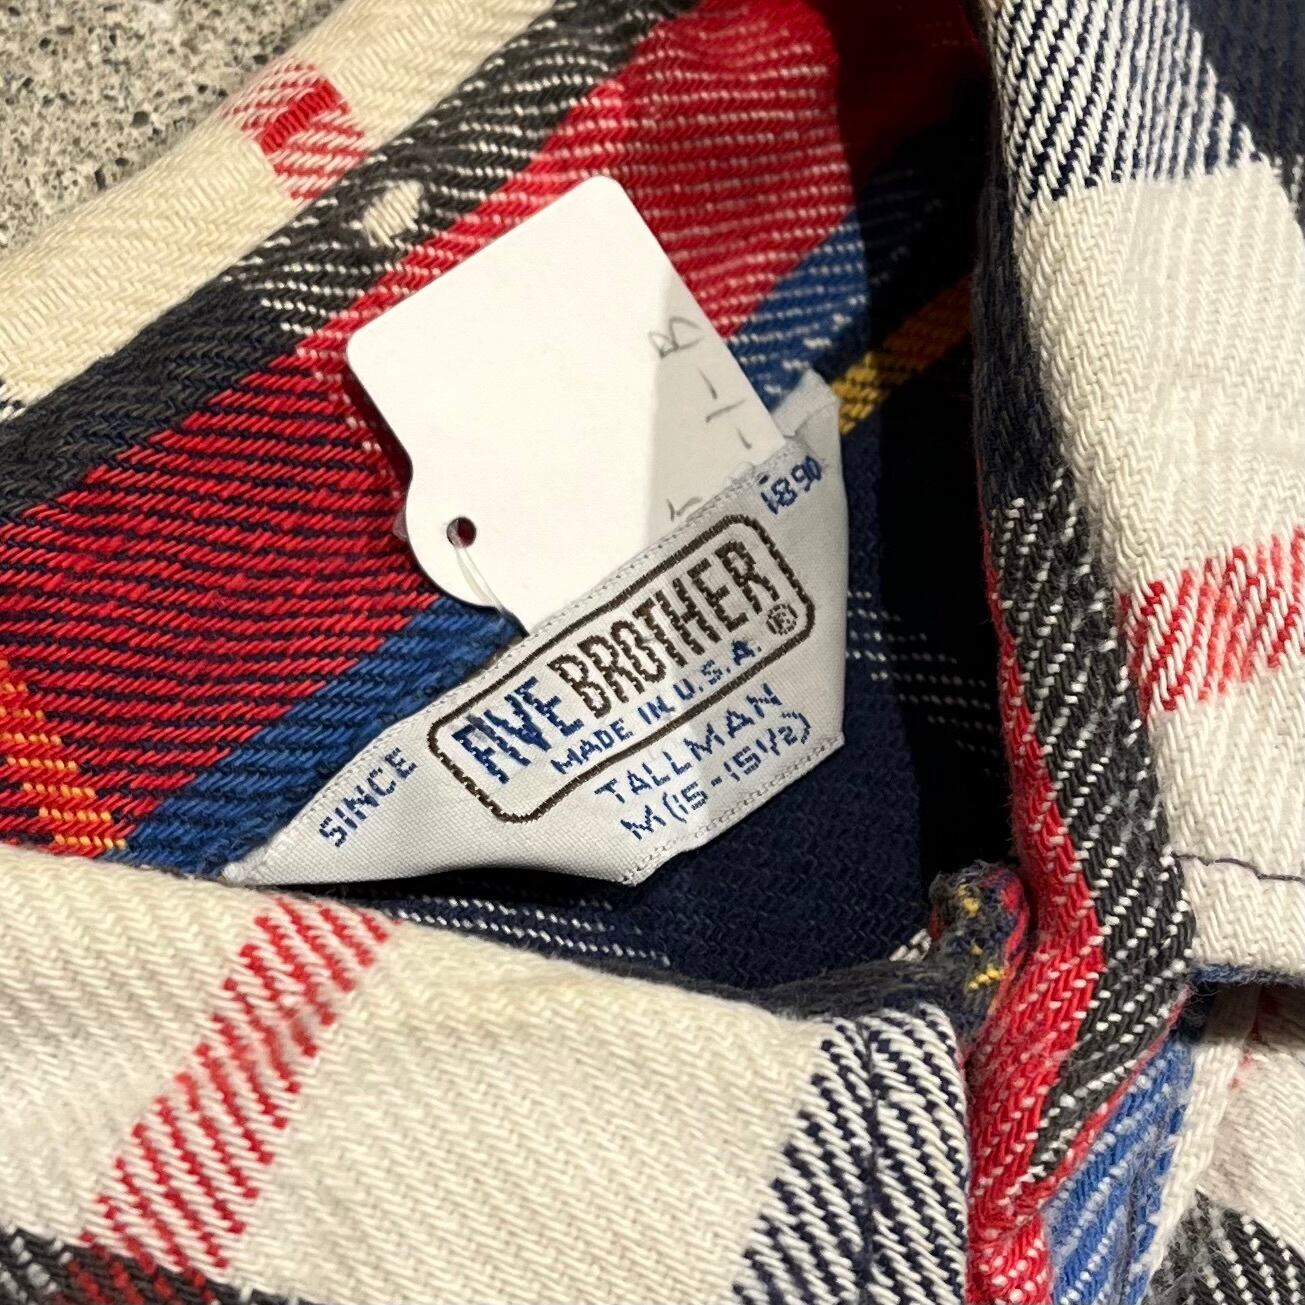 SINCE 1890
FIVE BROTHER ®
MADE IN U.S.A.
TALLMAN
M(15-15½)